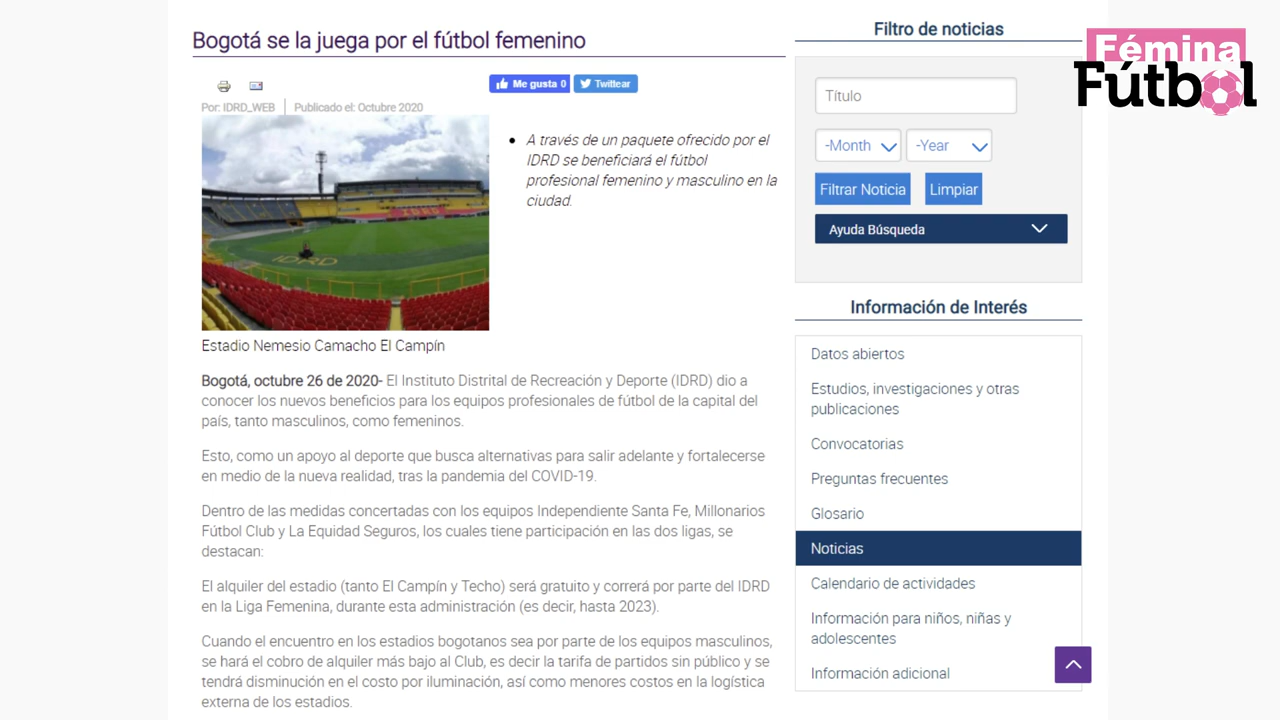 Bogotá se la juega por el fútbol femenino
Me gusta 0
Twittear
Por: IDRD_WEB
Publicado el: Octubre 2020
IDRD
• A través de un paquete ofrecido por el
IDRD se beneficiará el fútbol
profesional femenino y masculino en la
ciudad.
Estadio Nemesio Camacho El Campín
Bogotá, octubre 26 de 2020- El Instituto Distrital de Recreación y Deporte (IDRD) dio a
conocer los nuevos beneficios para los equipos profesionales de fútbol de la capital del
país, tanto masculinos, como femeninos.
Esto, como un apoyo al deporte que busca alternativas para salir adelante y fortalecerse
en medio de la nueva realidad, tras la pandemia del COVID-19.
Dentro de las medidas concertadas con los equipos Independiente Santa Fe, Millonarios
Fútbol Club y La Equidad Seguros, los cuales tiene participación en las dos ligas, se
destacan:
El alquiler del estadio (tanto El Campín y Techo) será gratuito y correrá por parte del IDRD
en la Liga Femenina, durante esta administración (es decir, hasta 2023).
Cuando el encuentro en los estadios bogotanos sea por parte de los equipos masculinos,
se hará el cobro de alquiler más bajo al Club, es decir la tarifa de partidos sin público y se
tendrá disminución en el costo por iluminación, así como menores costos en la logística
externa de los estadios.
Filtro de noticias
Título
-Month
-Year
Filtrar Noticia
Limpiar
Ayuda Búsqueda
Información de Interés
Datos abiertos
Estudios, investigaciones y otras
publicaciones
Convocatorias
Preguntas frecuentes
Glosario
Noticias
Calendario de actividades
Información para niños, niñas y
adolescentes
Información adicional
Fémina
Fútbol